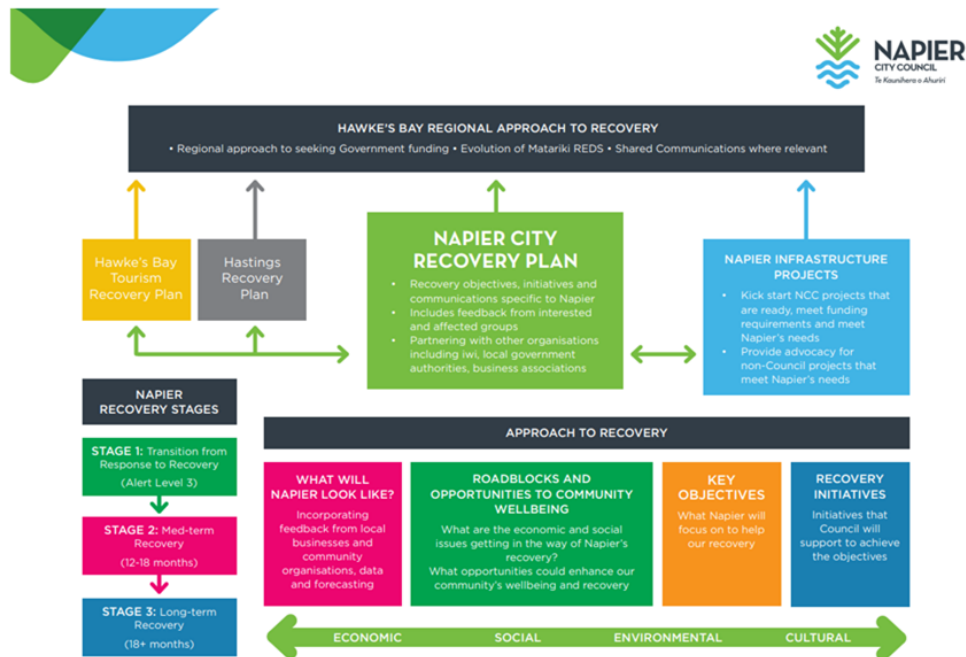 NAPIER
CITY COUNCIL
Te Kaunihera o Ahuriri
HAWKE'S BAY REGIONAL APPROACH TO RECOVERY
• Regional approach to seeking Government funding • Evolution of Matariki REDS • Shared Communications where relevant
Hawke's Bay
Tourism
Recovery Plan
Hastings
Recovery
Plan
NAPIER CITY
RECOVERY PLAN
• Recovery objectives, initiatives and
communications specific to Napier
• Includes feedback from interested
and affected groups
• Partnering with other organisations
including iwi, local government
authorities, business associations
NAPIER INFRASTRUCTURE
PROJECTS
• Kick start NCC projects that
are ready, meet funding
requirements and meet
Napier's needs
• Provide advocacy for
non-Council projects that
meet Napier's needs
NAPIER
RECOVERY STAGES
STAGE 1: Transition from
Response to Recovery
(Alert Level 3)
STAGE 2: Med-term
Recovery
(12-18 months)
STAGE 3: Long-term
Recovery
(18+ months)
APPROACH TO RECOVERY
WHAT WILL
NAPIER LOOK LIKE?
Incorporating
feedback from local
businesses and
community
organisations, data
and forecasting
ROADBLOCKS AND
OPPORTUNITIES TO COMMUNITY
WELLBEING
What are the economic and social
issues getting in the way of Napier's
recovery?
What opportunities could enhance our
community's wellbeing and recovery
KEY
OBJECTIVES
What Napier will
focus on to help
our recovery
RECOVERY
INITIATIVES
Initiatives that
Council will
support to achieve
the objectives
ECONOMIC SOCIAL ENVIRONMENTAL CULTURAL